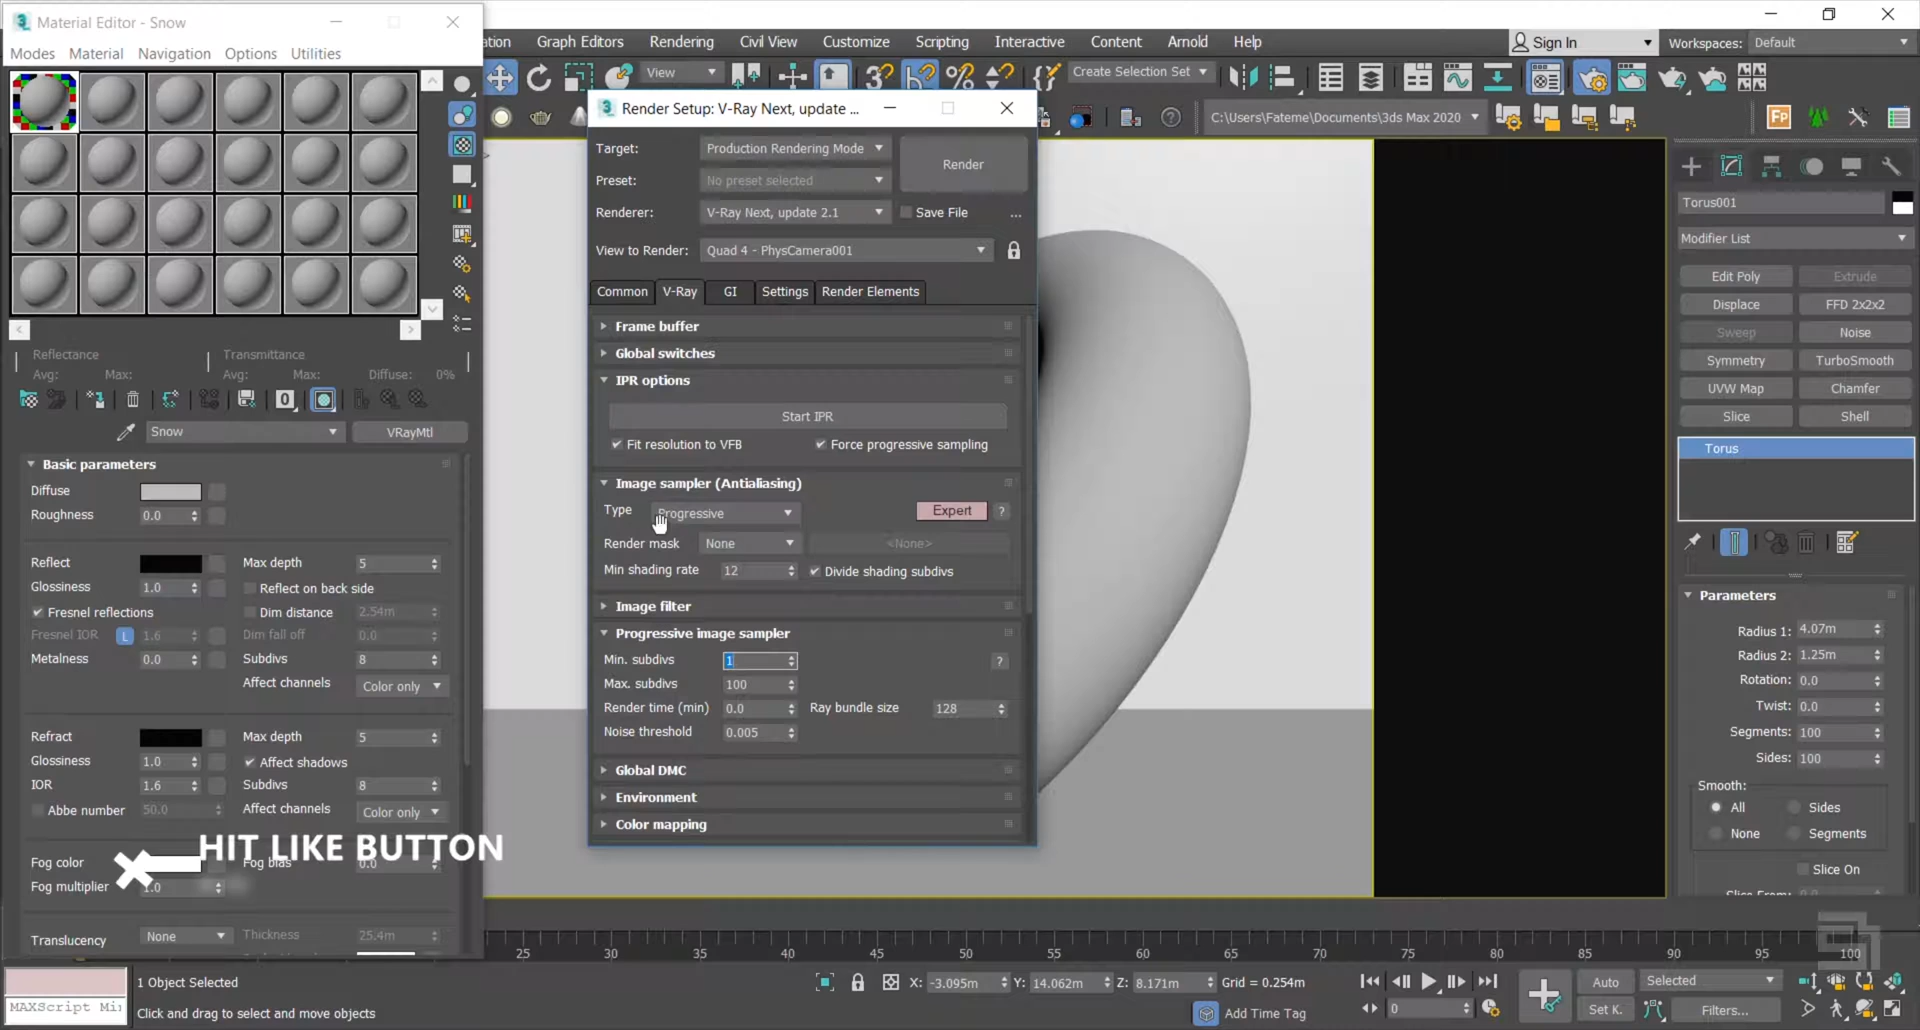 Material Editor - Snow
Modes Material Navigation Options Utilities
Graph Editors Rendering Civil View Customize Scripting Interactive Content Arnold Help
Sign In Workspaces: Default
View Create Selection Set
C:\Users\Fateme\Documents\3ds Max 2020
Reflectance Transmittance
Avg: Max: Avg: Max: Diffuse: 0%
Snow VRayMtl
Basic parameters
Diffuse
Roughness 0.0
Reflect Max depth 5
Glossiness 1.0 Reflect on back side
Fresnel reflections Dim distance 2.54m
Fresnel IOR L 1.6 Dim fall off 0.0
Metalness 0.0 Subdivs 8
Affect channels Color only
Refract Max depth 5
Glossiness 1.0 Affect shadows
IOR 1.6 Subdivs 8
Abbe number 50.0 Affect channels Color only
HIT LIKE BUTTON
Fog color Fog bias 0.0
Fog multiplier 1.0
Translucency None Thickness 25.4m
Render Setup: V-Ray Next, update ...
Target: Production Rendering Mode Render
Preset: No preset selected
Renderer: V-Ray Next, update 2.1 Save File ...
View to Render: Quad 4 - PhysCamera001
Common V-Ray GI Settings Render Elements
Frame buffer
Global switches
IPR options
Start IPR
Fit resolution to VFB Force progressive sampling
Image sampler (Antialiasing)
Type Progressive Expert ?
Render mask None <None>
Min shading rate 12 Divide shading subdivs
Image filter
Progressive image sampler
Min. subdivs 1 ?
Max. subdivs 100
Render time (min) 0.0 Ray bundle size 128
Noise threshold 0.005
Global DMC
Environment
Color mapping
Torus001
Modifier List
Edit Poly Extrude
Displace FFD 2x2x2
Sweep Noise
Symmetry TurboSmooth
UVW Map Chamfer
Slice Shell
Torus
Parameters
Radius 1: 4.07m
Radius 2: 1.25m
Rotation: 0.0
Twist: 0.0
Segments: 100
Sides: 100
Smooth:
All Sides
None Segments
Slice On
25 30 35 40 45 50 55 60 65 70 75 80 85 90 95 100
1 Object Selected
X: -3.095m Y: 14.062m Z: 8.171m Grid = 0.254m
Auto Selected
MAXScript Mi
Click and drag to select and move objects
Add Time Tag
0
Set K. Filters...